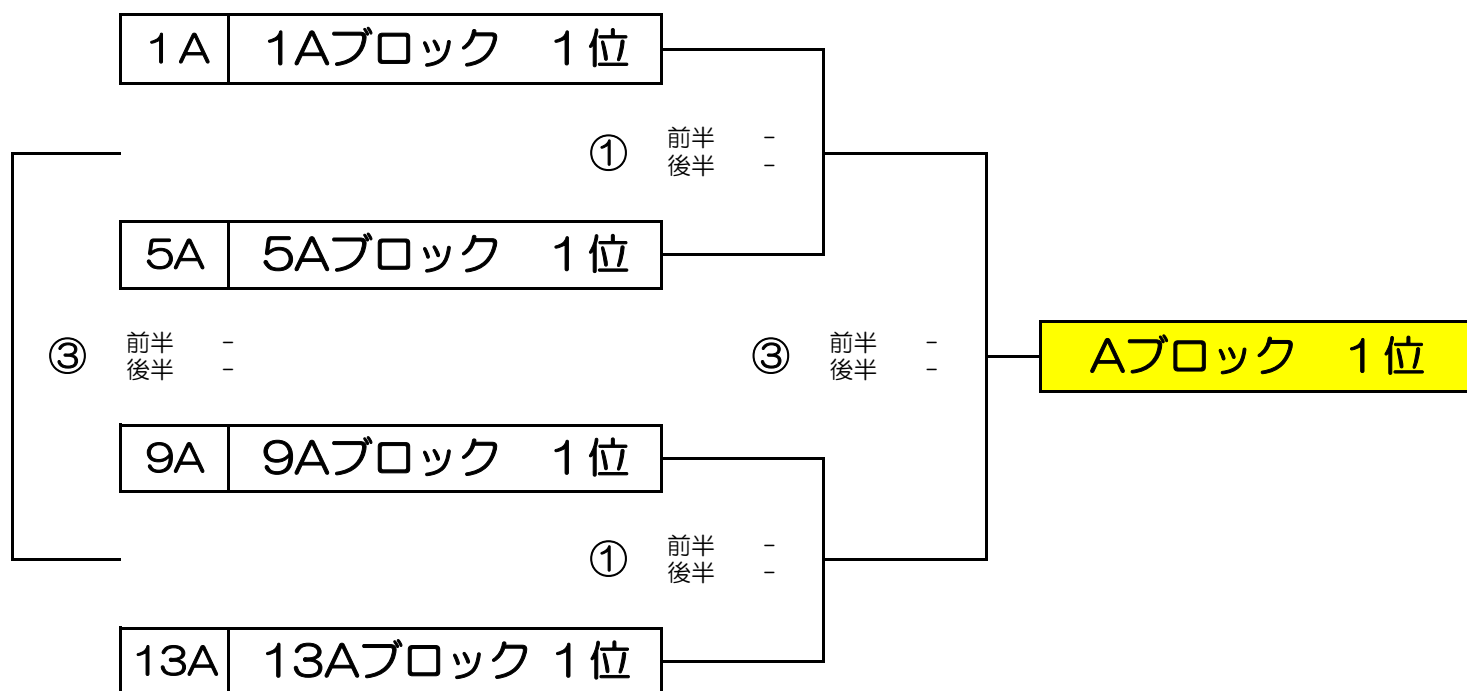 1A 1Aブロック　1位
① 前半 -
後半 -
5A 5Aブロック　1位
③ 前半 -
後半 -
③ 前半 -
後半 -
Aブロック　1位
9A 9Aブロック　1位
① 前半 -
後半 -
13A 13Aブロック 1位